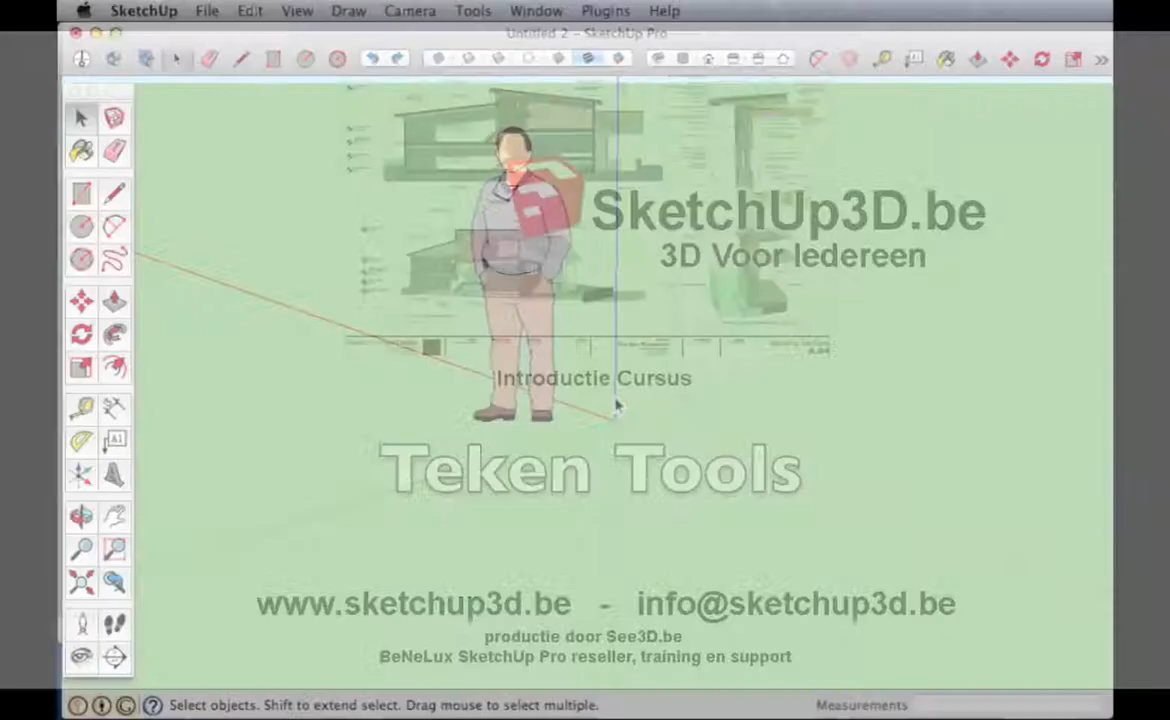 SketchUp File Edit View Draw Camera Tools Window Plugins Help
Untitled 2 – SketchUp Pro
SketchUp3D.be
3D Voor Iedereen
Introductie Cursus
Teken Tools
www.sketchup3d.be - info@sketchup3d.be
productie door See3D.be
BeNeLux SketchUp Pro reseller, training en support
Select objects. Shift to extend select. Drag mouse to select multiple.
Measurements